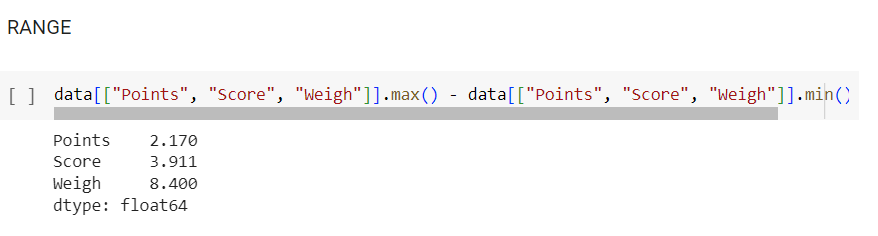 RANGE
[ ] data[["Points", "Score", "Weigh"]].max() - data[["Points", "Score", "Weigh"]].min()
Points 2.170
Score 3.911
Weigh 8.400
dtype: float64